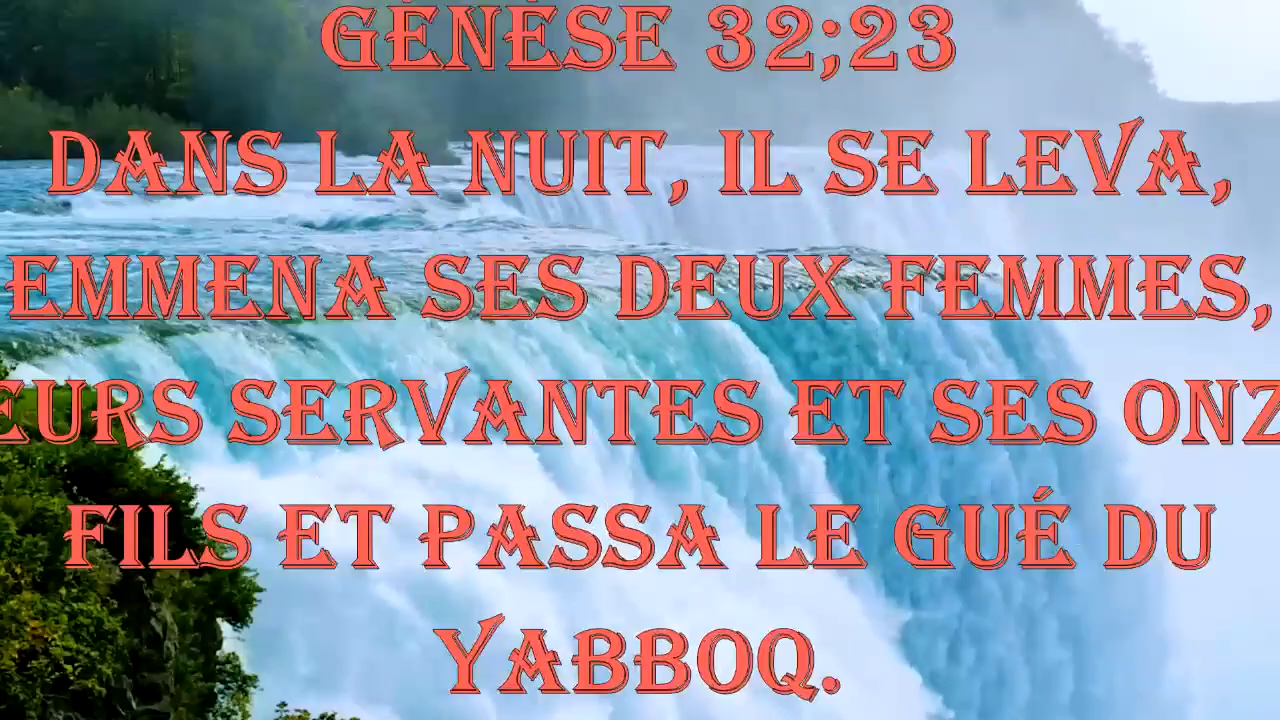 GÉNÈSE 32;23
DANS LA NUIT, IL SE LEVA,
EMMENA SES DEUX FEMMES,
EURS SERVANTES ET SES ONZ
FILS ET PASSA LE GUÉ DU
YABBOQ.